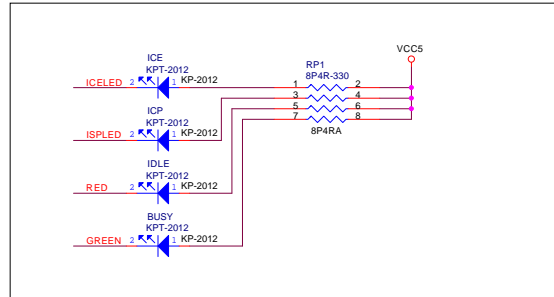 ICE
KPT-2012
ICELED 2 1 KP-2012
RP1
8P4R-330
VCC5
1 2
3 4
5 6
7 8
8P4RA
ICP
KPT-2012
ISPLED 2 1 KP-2012
IDLE
KPT-2012
RED 2 1 KP-2012
BUSY
KPT-2012
GREEN 2 1 KP-2012